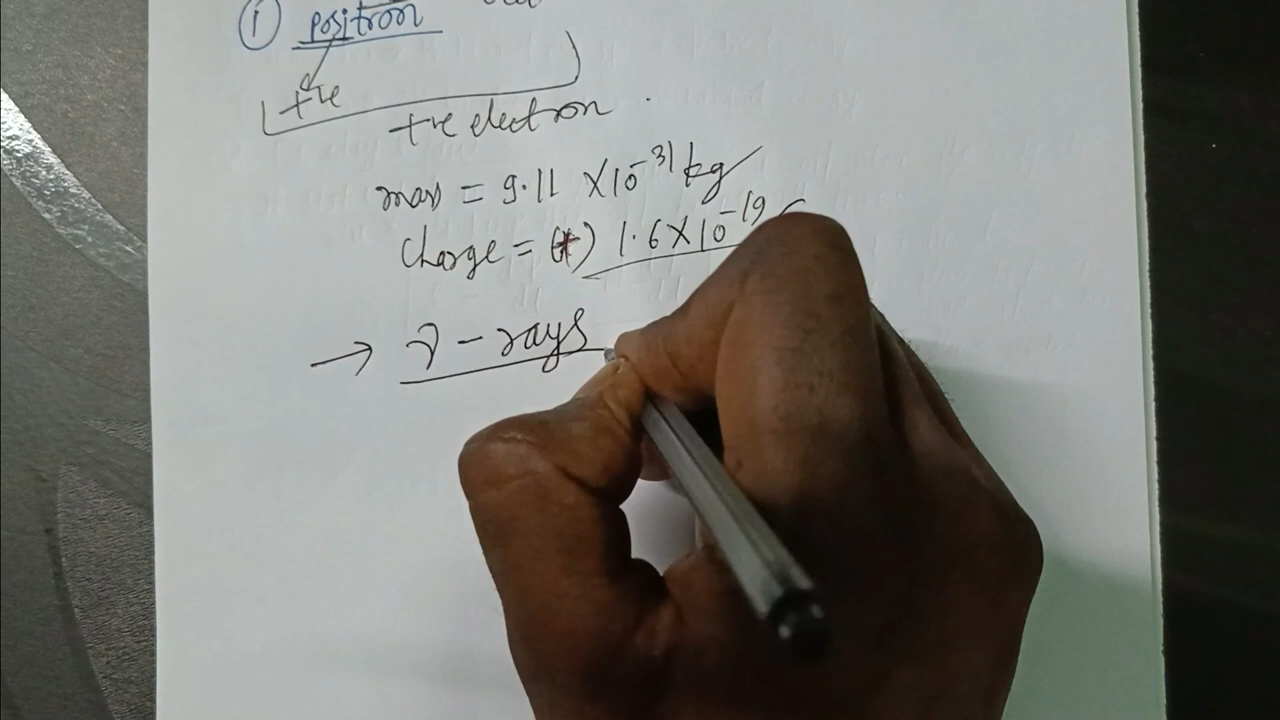 ① positron
+ve
+ve electron
mass = 9.11 × 10⁻³¹ kg
Charge = (+) 1.6 × 10⁻¹⁹ C
→ γ - rays